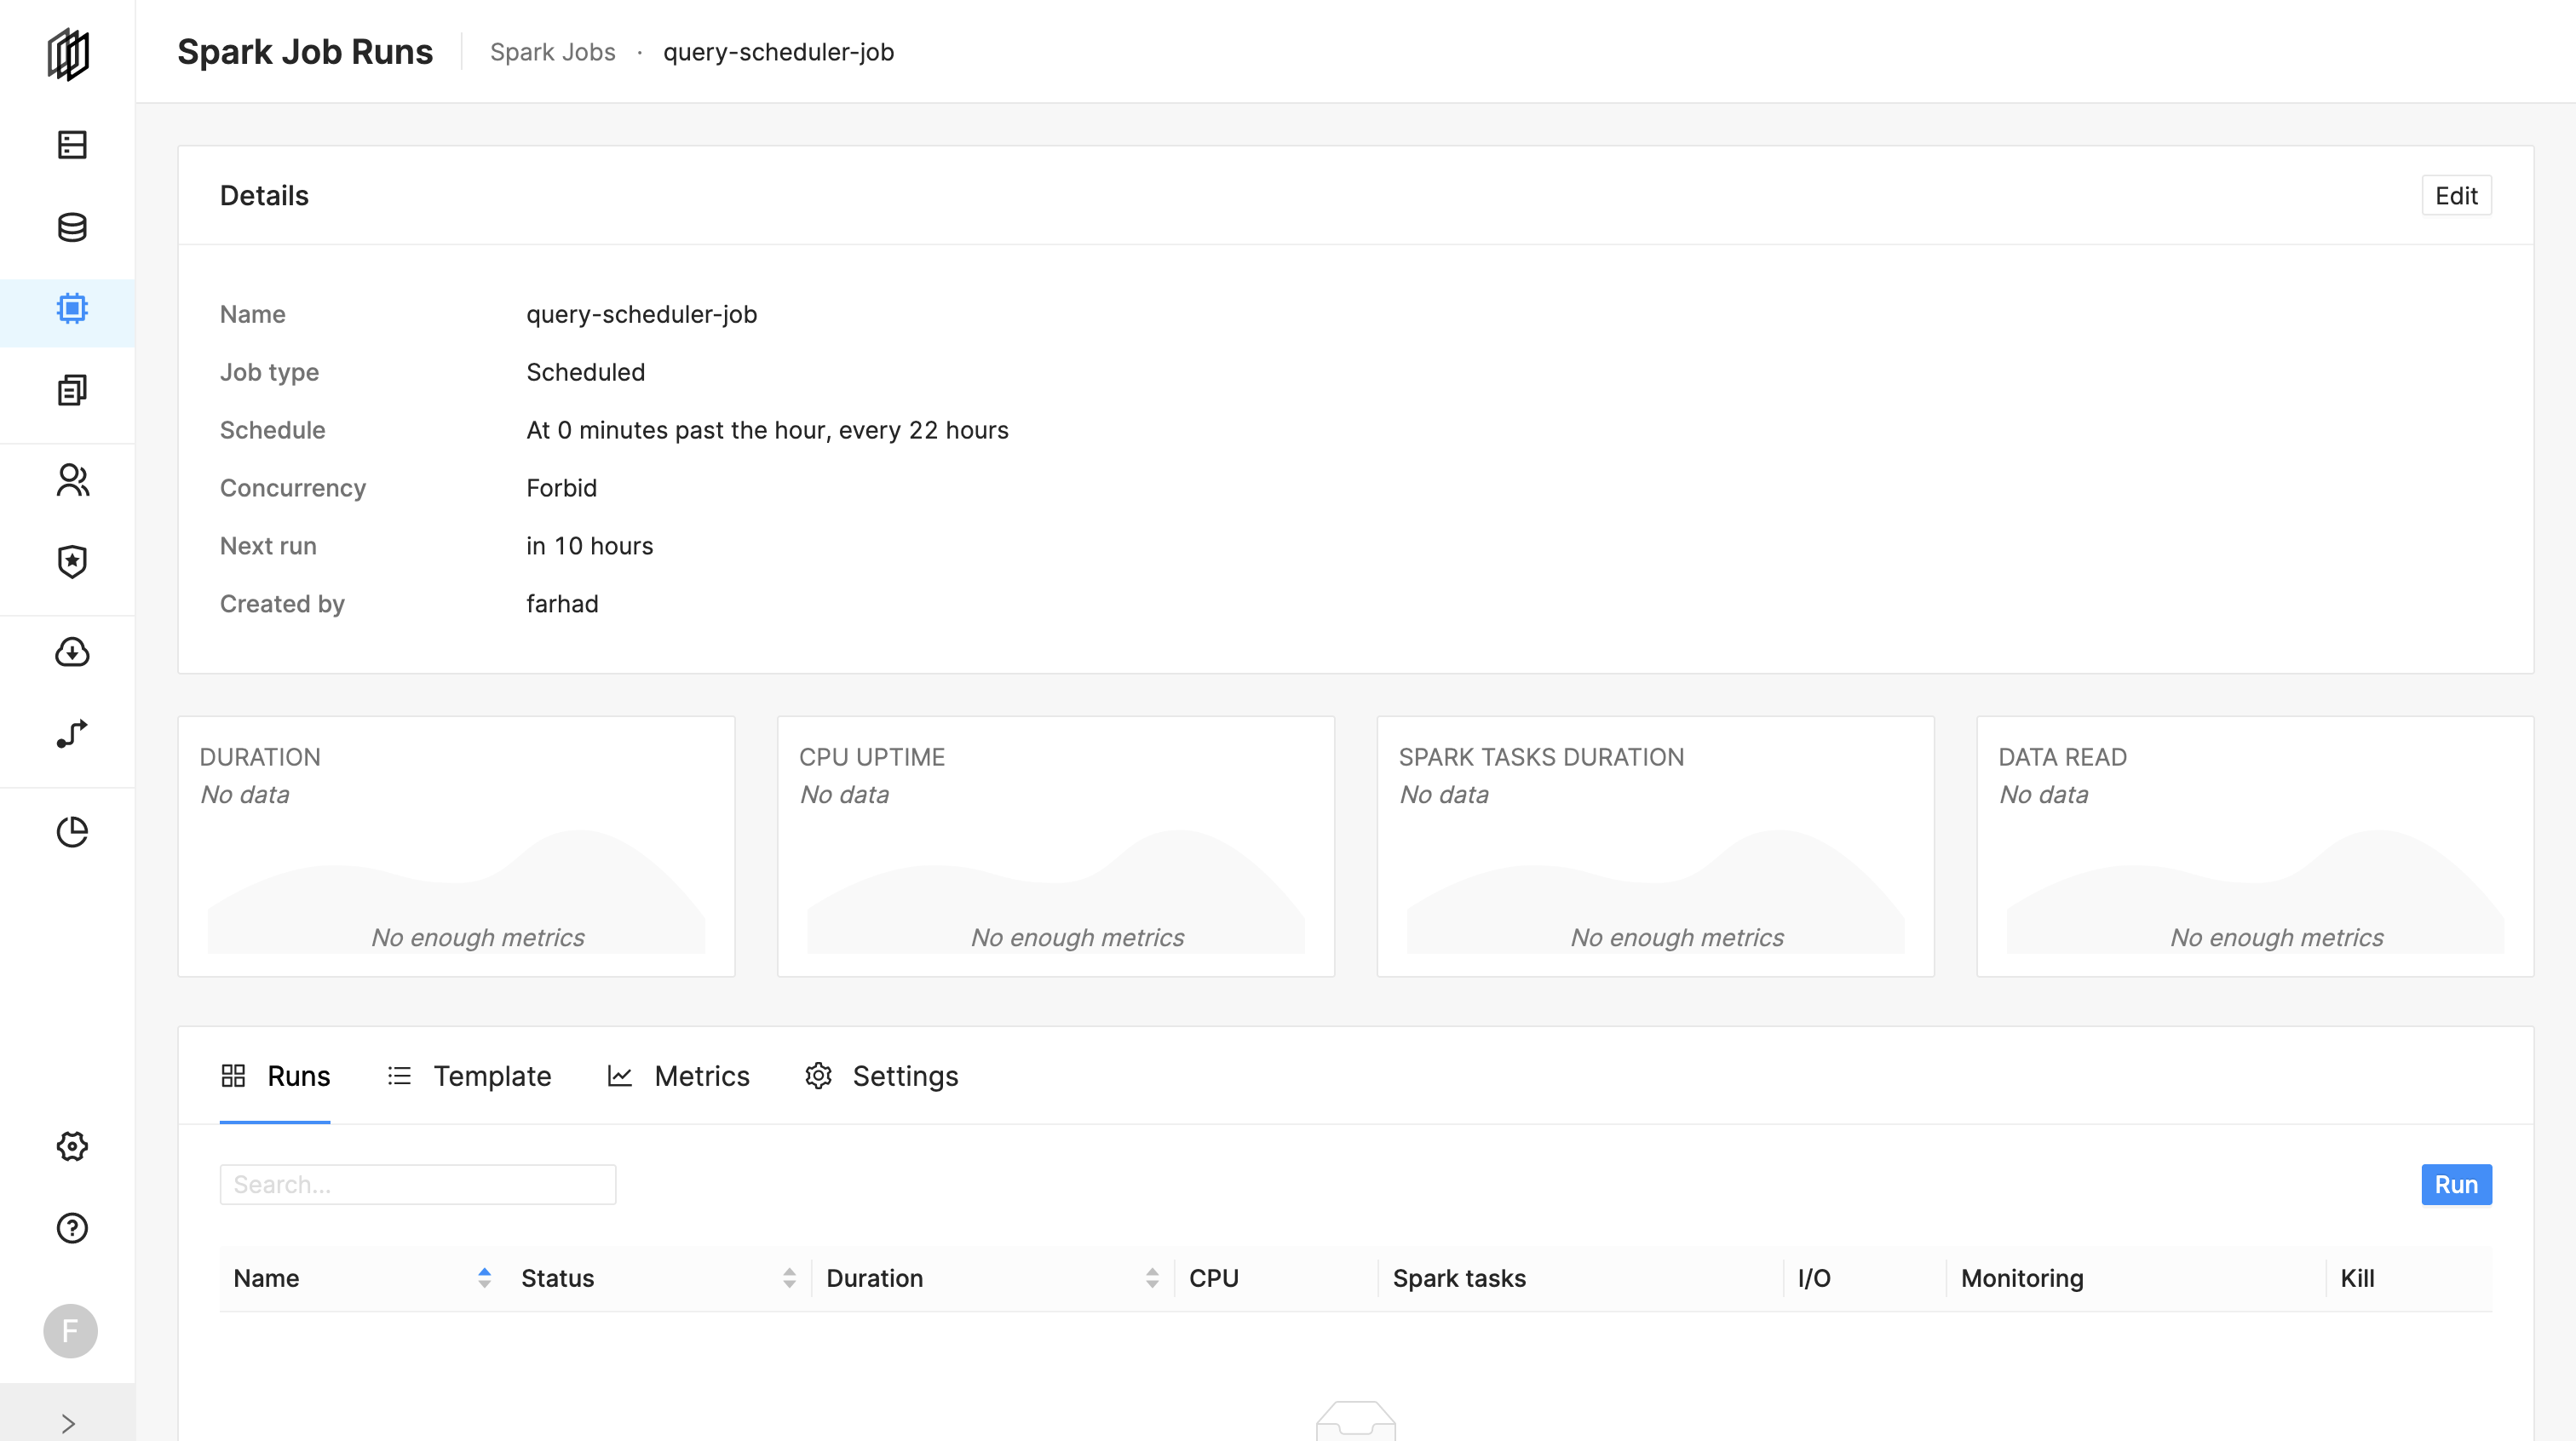 Spark Job Runs
Spark Jobs · query-scheduler-job
Details
Edit
Name query-scheduler-job
Job type Scheduled
Schedule At 0 minutes past the hour, every 22 hours
Concurrency Forbid
Next run in 10 hours
Created by farhad
DURATION
No data
No enough metrics
CPU UPTIME
No data
No enough metrics
SPARK TASKS DURATION
No data
No enough metrics
DATA READ
No data
No enough metrics
Runs Template Metrics Settings
Search...
Run
Name Status Duration CPU Spark tasks I/O Monitoring Kill
F